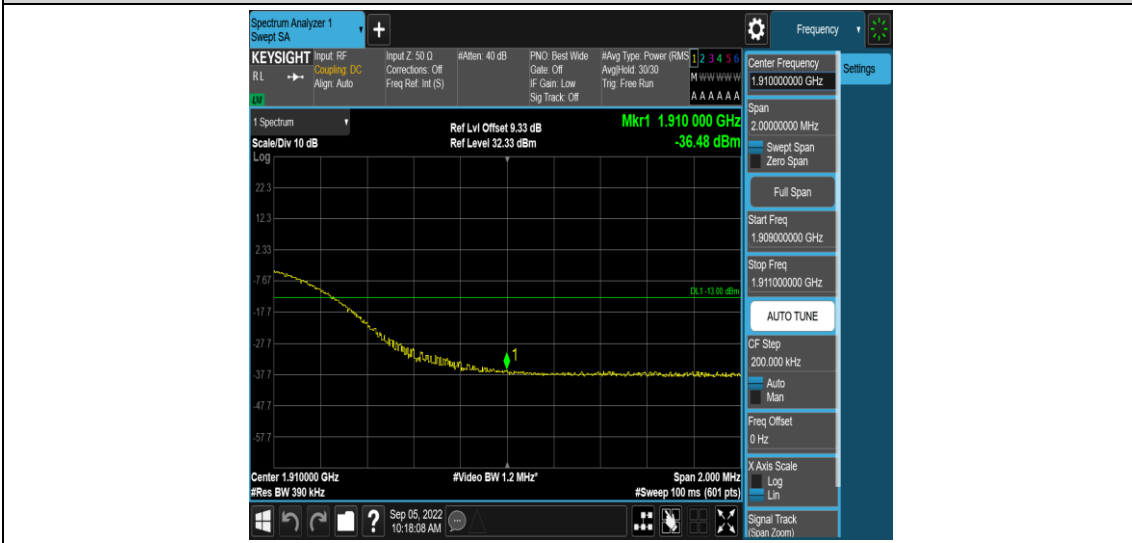 Spectrum Analyzer 1
Swept SA
Frequency
KEYSIGHT
Input: RF
Input Z: 50 Ω
#Atten: 40 dB
PNO: Best Wide
#Avg Type: Power (RMS
1 2 3 4 5 6
RL
Coupling: DC
Corrections: Off
Gate: Off
Avg|Hold: 30/30
M W W W W W
Align: Auto
Freq Ref: Int (S)
IF Gain: Low
Trig: Free Run
Sig Track: Off
A A A A A A
1 Spectrum
Scale/Div 10 dB
Ref Lvl Offset 9.33 dB
Ref Level 32.33 dBm
Mkr1 1.910 000 GHz
-36.48 dBm
Log
22.3
12.3
2.33
-7.67
DL1 -13.00 dBm
-17.7
-27.7
1
-37.7
-47.7
-57.7
Center 1.910000 GHz
#Video BW 1.2 MHz*
Span 2.000 MHz
#Res BW 390 kHz
#Sweep 100 ms (601 pts)
Sep 05, 2022
10:18:08 AM
Center Frequency
1.910000000 GHz
Settings
Span
2.00000000 MHz
Swept Span
Zero Span
Full Span
Start Freq
1.909000000 GHz
Stop Freq
1.911000000 GHz
AUTO TUNE
CF Step
200.000 kHz
Auto
Man
Freq Offset
0 Hz
X Axis Scale
Log
Lin
Signal Track
(Span Zoom)